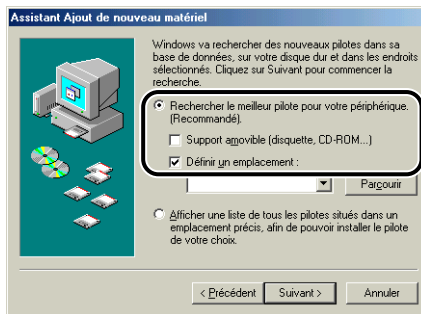 Assistant Ajout de nouveau matériel
Windows va rechercher des nouveaux pilotes dans sa
base de données, sur votre disque dur et dans les endroits
sélectionnés. Cliquez sur Suivant pour commencer la
recherche.
Rechercher le meilleur pilote pour votre périphérique.
(Recommandé).
Support amovible (disquette, CD-ROM...)
Définir un emplacement :
Parcourir
Afficher une liste de tous les pilotes situés dans un
emplacement précis, afin de pouvoir installer le pilote
de votre choix.
< Précédent Suivant > Annuler